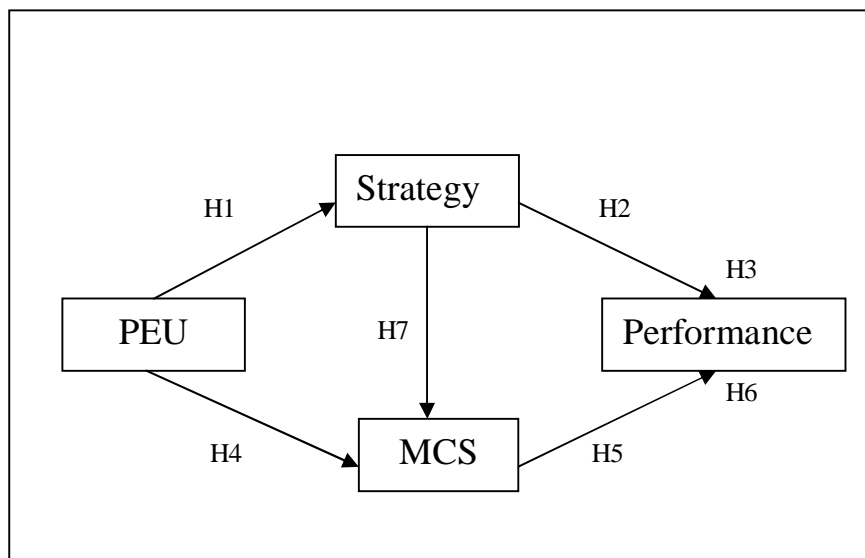 Strategy
H1
H2
H3
PEU
H7
Performance
H6
MCS
H4
H5